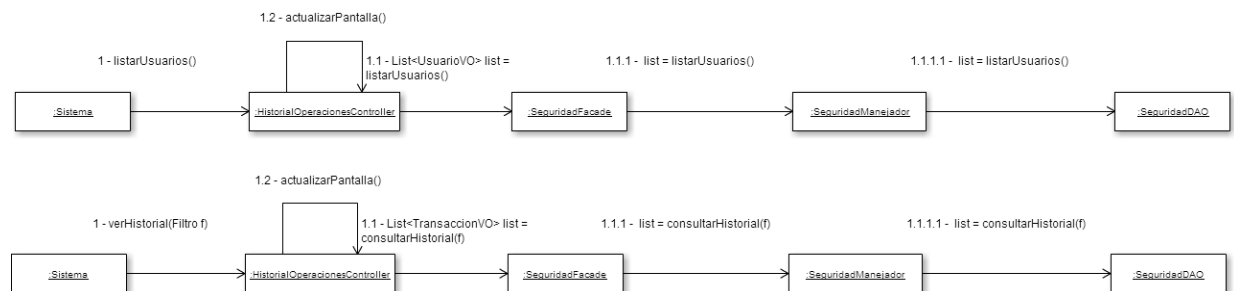 1.2 - actualizarPantalla()
1 - listarUsuarios()
1.1 - List<UsuarioVO> list =
listarUsuarios()
1.1.1 - list = listarUsuarios()
1.1.1.1 - list = listarUsuarios()
:Sistema
:HistorialOperacionesController
:SeguridadFacade
:SeguridadManejador
:SeguridadDAO
1.2 - actualizarPantalla()
1 - verHistorial(Filtro f)
1.1 - List<TransaccionVO> list =
consultarHistorial(f)
1.1.1 - list = consultarHistorial(f)
1.1.1.1 - list = consultarHistorial(f)
:Sistema
:HistorialOperacionesController
:SeguridadFacade
:SeguridadManejador
:SeguridadDAO